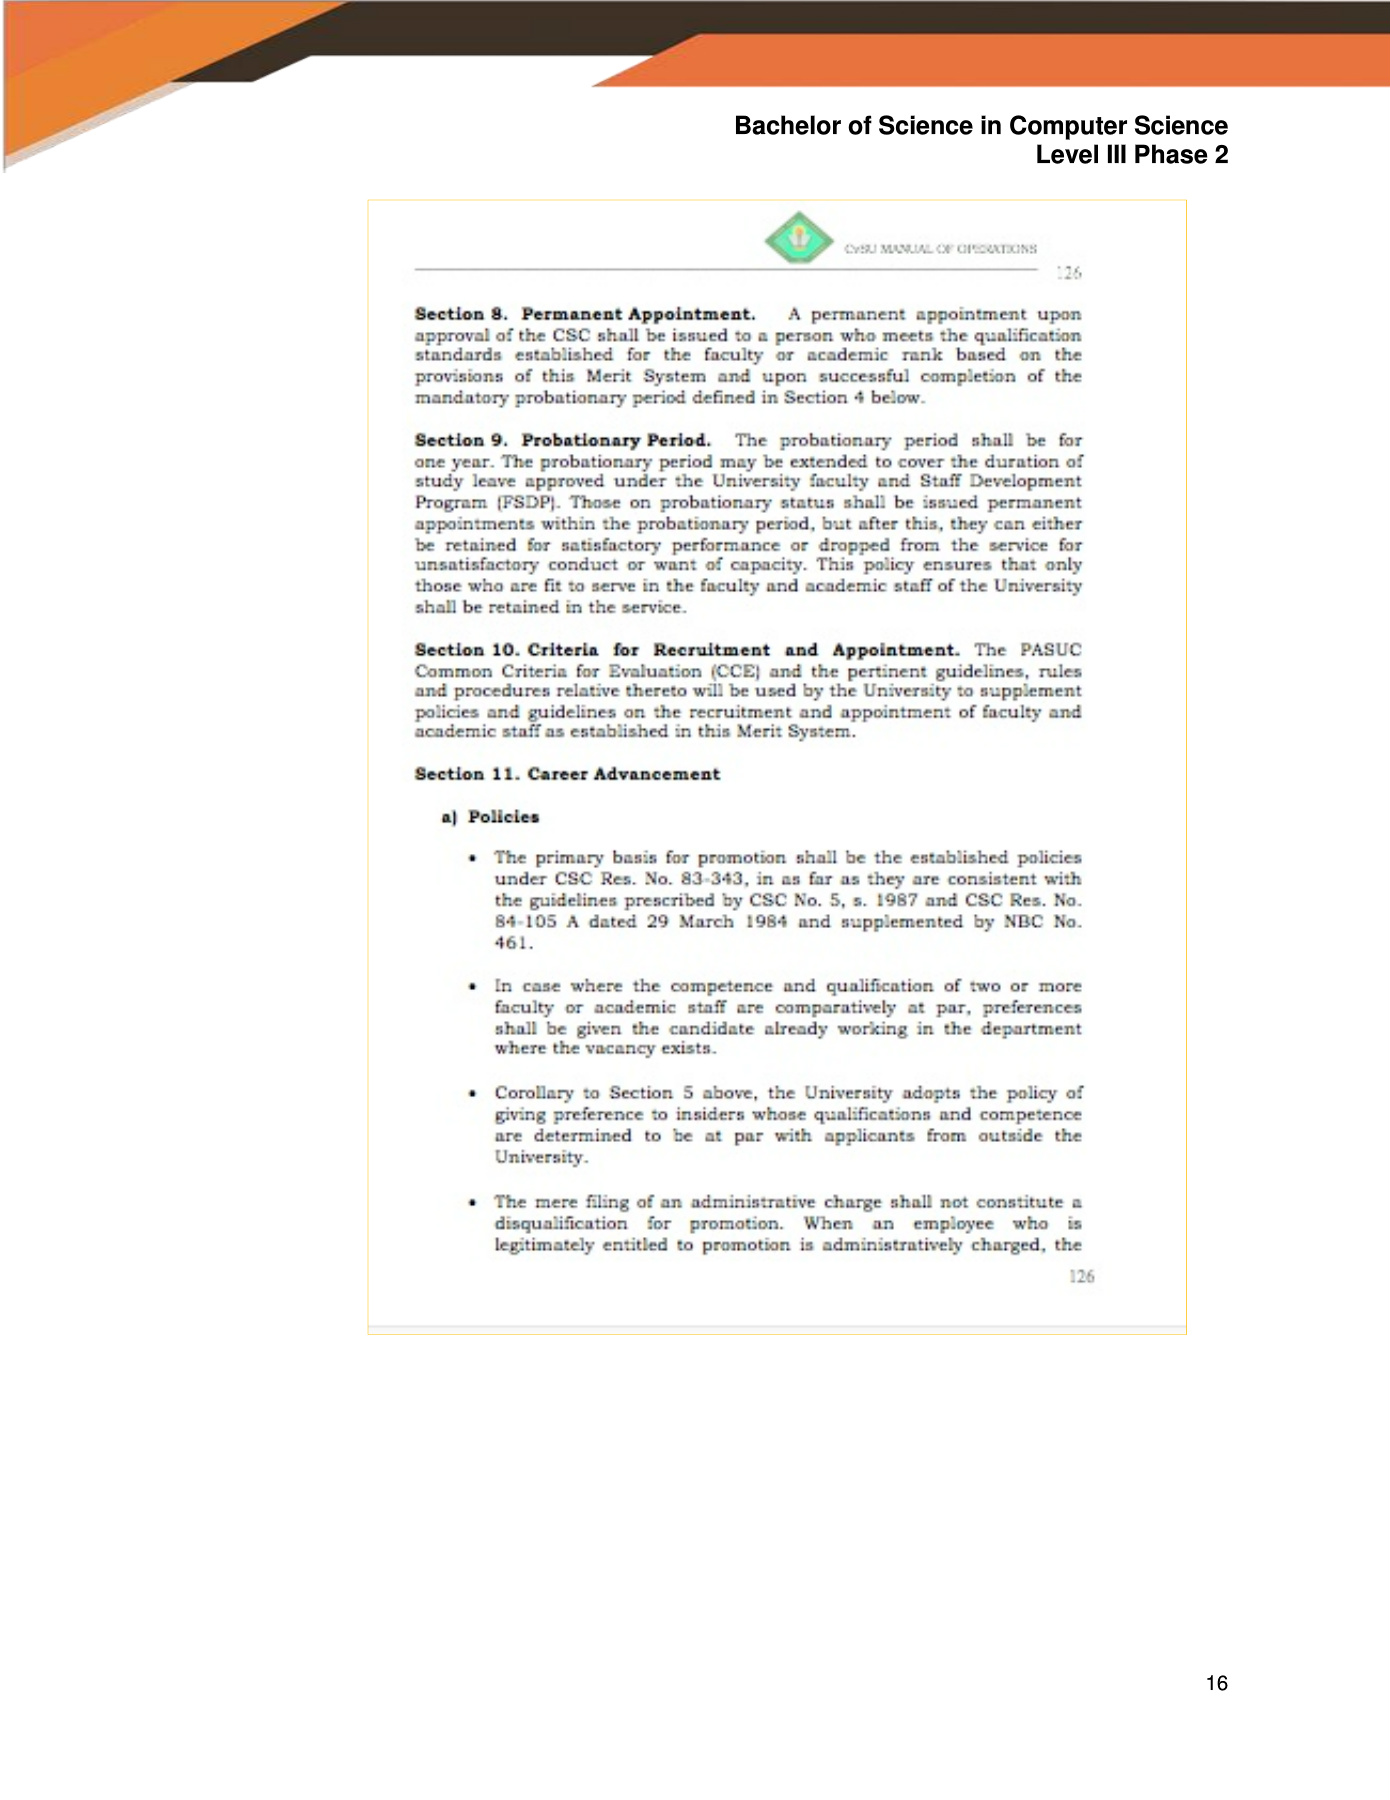 Bachelor of Science in Computer Science
Level III Phase 2
CvSU MANUAL OF OPERATIONS
126
Section 8. Permanent Appointment. A permanent appointment upon
approval of the CSC shall be issued to a person who meets the qualification
standards established for the faculty or academic rank based on the
provisions of this Merit System and upon successful completion of the
mandatory probationary period defined in Section 4 below.
Section 9. Probationary Period. The probationary period shall be for
one year. The probationary period may be extended to cover the duration of
study leave approved under the University faculty and Staff Development
Program (FSDP). Those on probationary status shall be issued permanent
appointments within the probationary period, but after this, they can either
be retained for satisfactory performance or dropped from the service for
unsatisfactory conduct or want of capacity. This policy ensures that only
those who are fit to serve in the faculty and academic staff of the University
shall be retained in the service.
Section 10. Criteria for Recruitment and Appointment. The PASUC
Common Criteria for Evaluation (CCE) and the pertinent guidelines, rules
and procedures relative thereto will be used by the University to supplement
policies and guidelines on the recruitment and appointment of faculty and
academic staff as established in this Merit System.
Section 11. Career Advancement
a) Policies
• The primary basis for promotion shall be the established policies
under CSC Res. No. 83-343, in as far as they are consistent with
the guidelines prescribed by CSC No. 5, s. 1987 and CSC Res. No.
84-105 A dated 29 March 1984 and supplemented by NBC No.
461.
• In case where the competence and qualification of two or more
faculty or academic staff are comparatively at par, preferences
shall be given the candidate already working in the department
where the vacancy exists.
• Corollary to Section 5 above, the University adopts the policy of
giving preference to insiders whose qualifications and competence
are determined to be at par with applicants from outside the
University.
• The mere filing of an administrative charge shall not constitute a
disqualification for promotion. When an employee who is
legitimately entitled to promotion is administratively charged, the
126
16